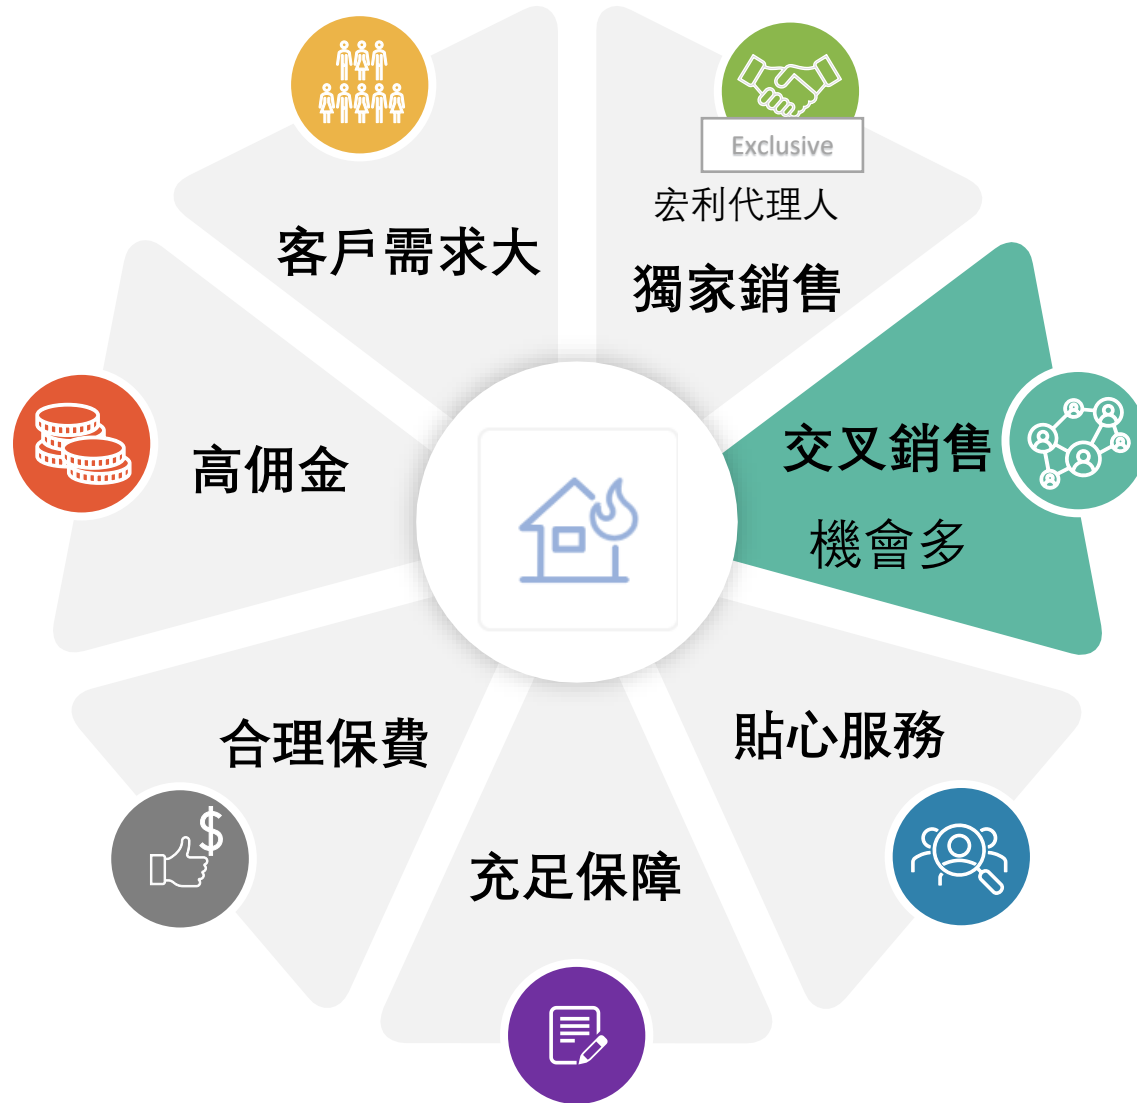 客戶需求大
Exclusive
宏利代理人
獨家銷售
交叉銷售
機會多
貼心服務
充足保障
合理保費
$
高佣金